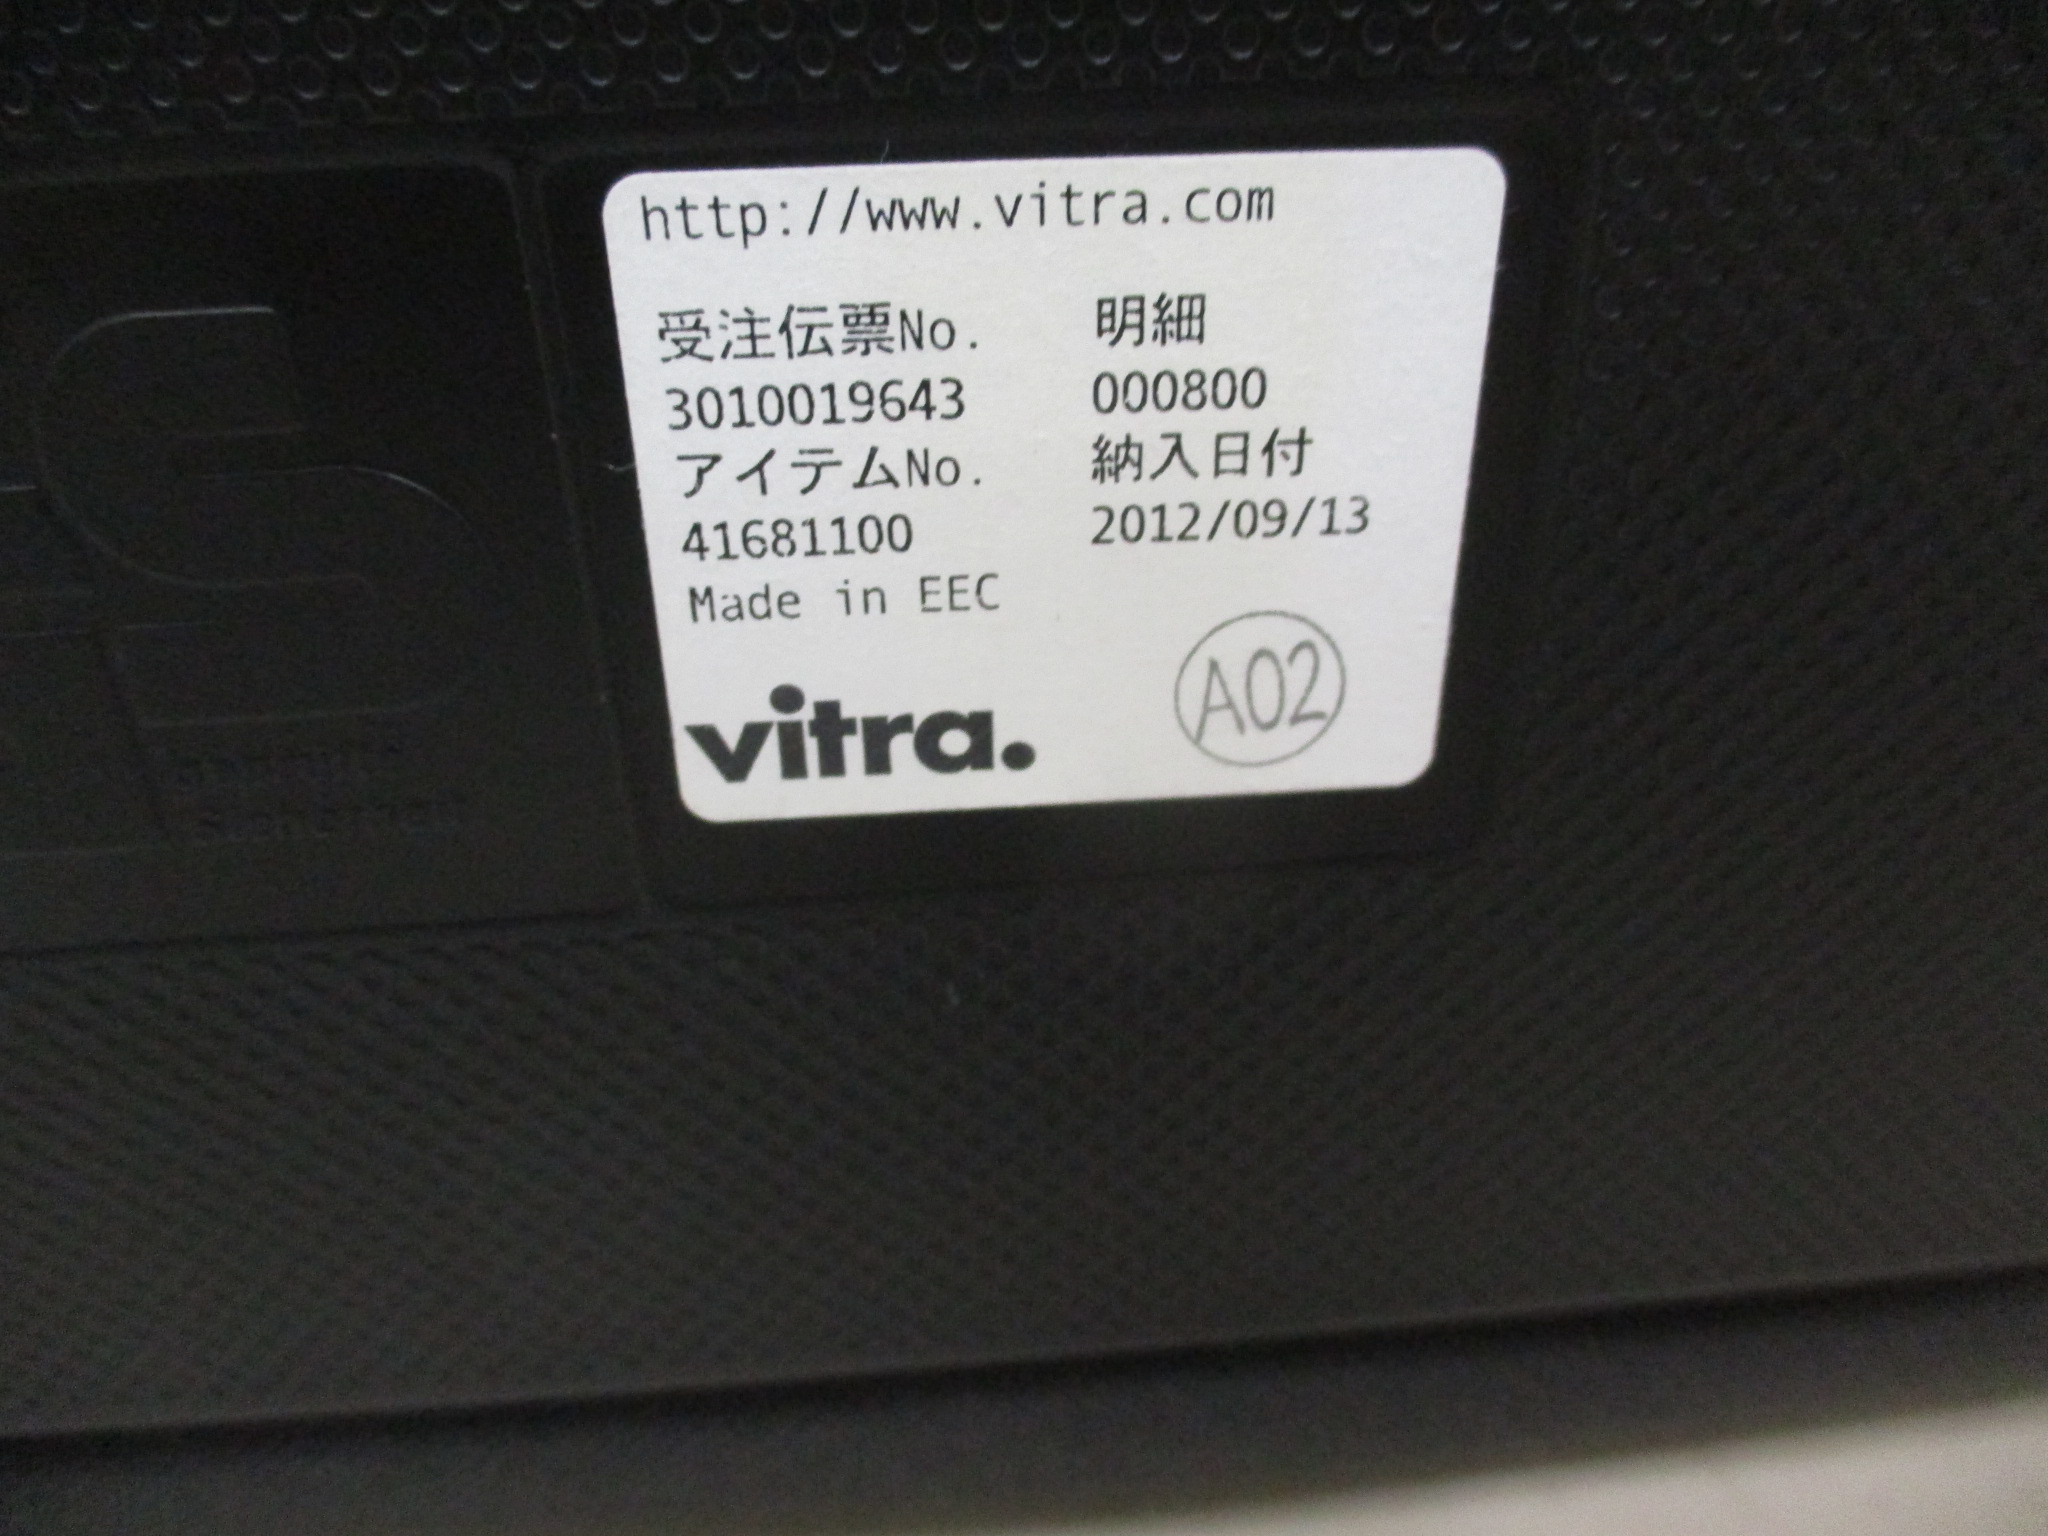 http://www.vitra.com
受注伝票No. 明細
3010019643 000800
アイテムNo. 納入日付
41681100 2012/09/13
Made in EEC
vitra. A02